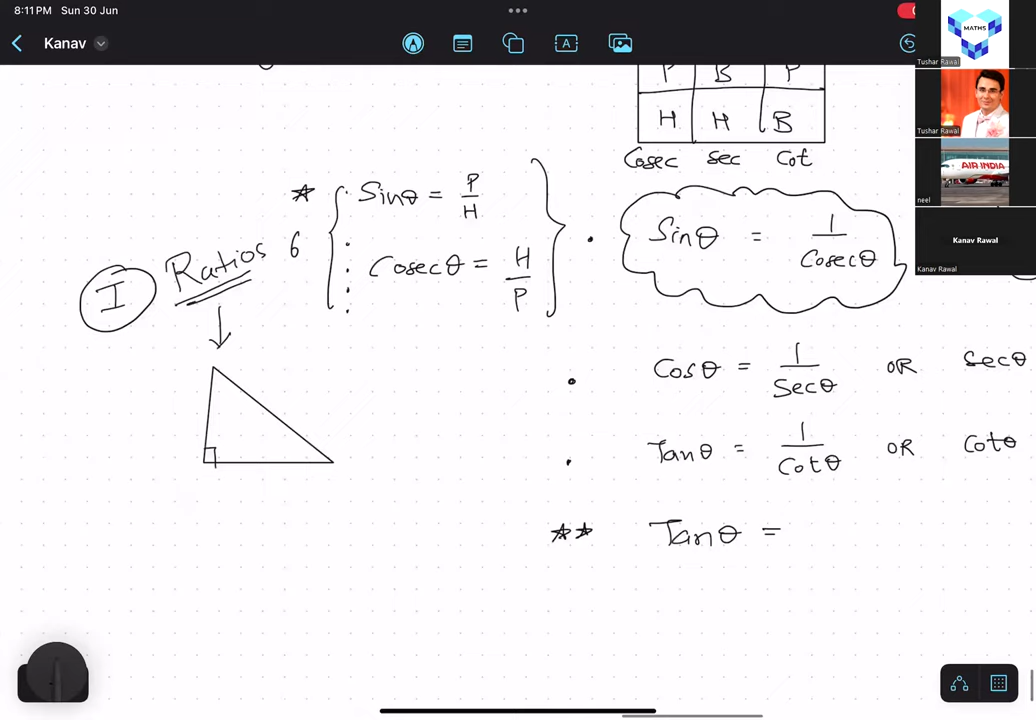 8:11 PM Sun 30 Jun
Kanav
A
MATHS
Tushar Rawal
Tushar Rawal
AIR INDIA
neel
Kanav Rawal
Kanav Rawal
P B P
H H B
Cosec sec Cot
Sinθ = P/H
Sinθ = 1/Cosecθ
I Ratios 6
Cosecθ = H/P
Cosθ = 1/Secθ OR secθ
Tanθ = 1/Cotθ OR Cotθ
Tanθ =